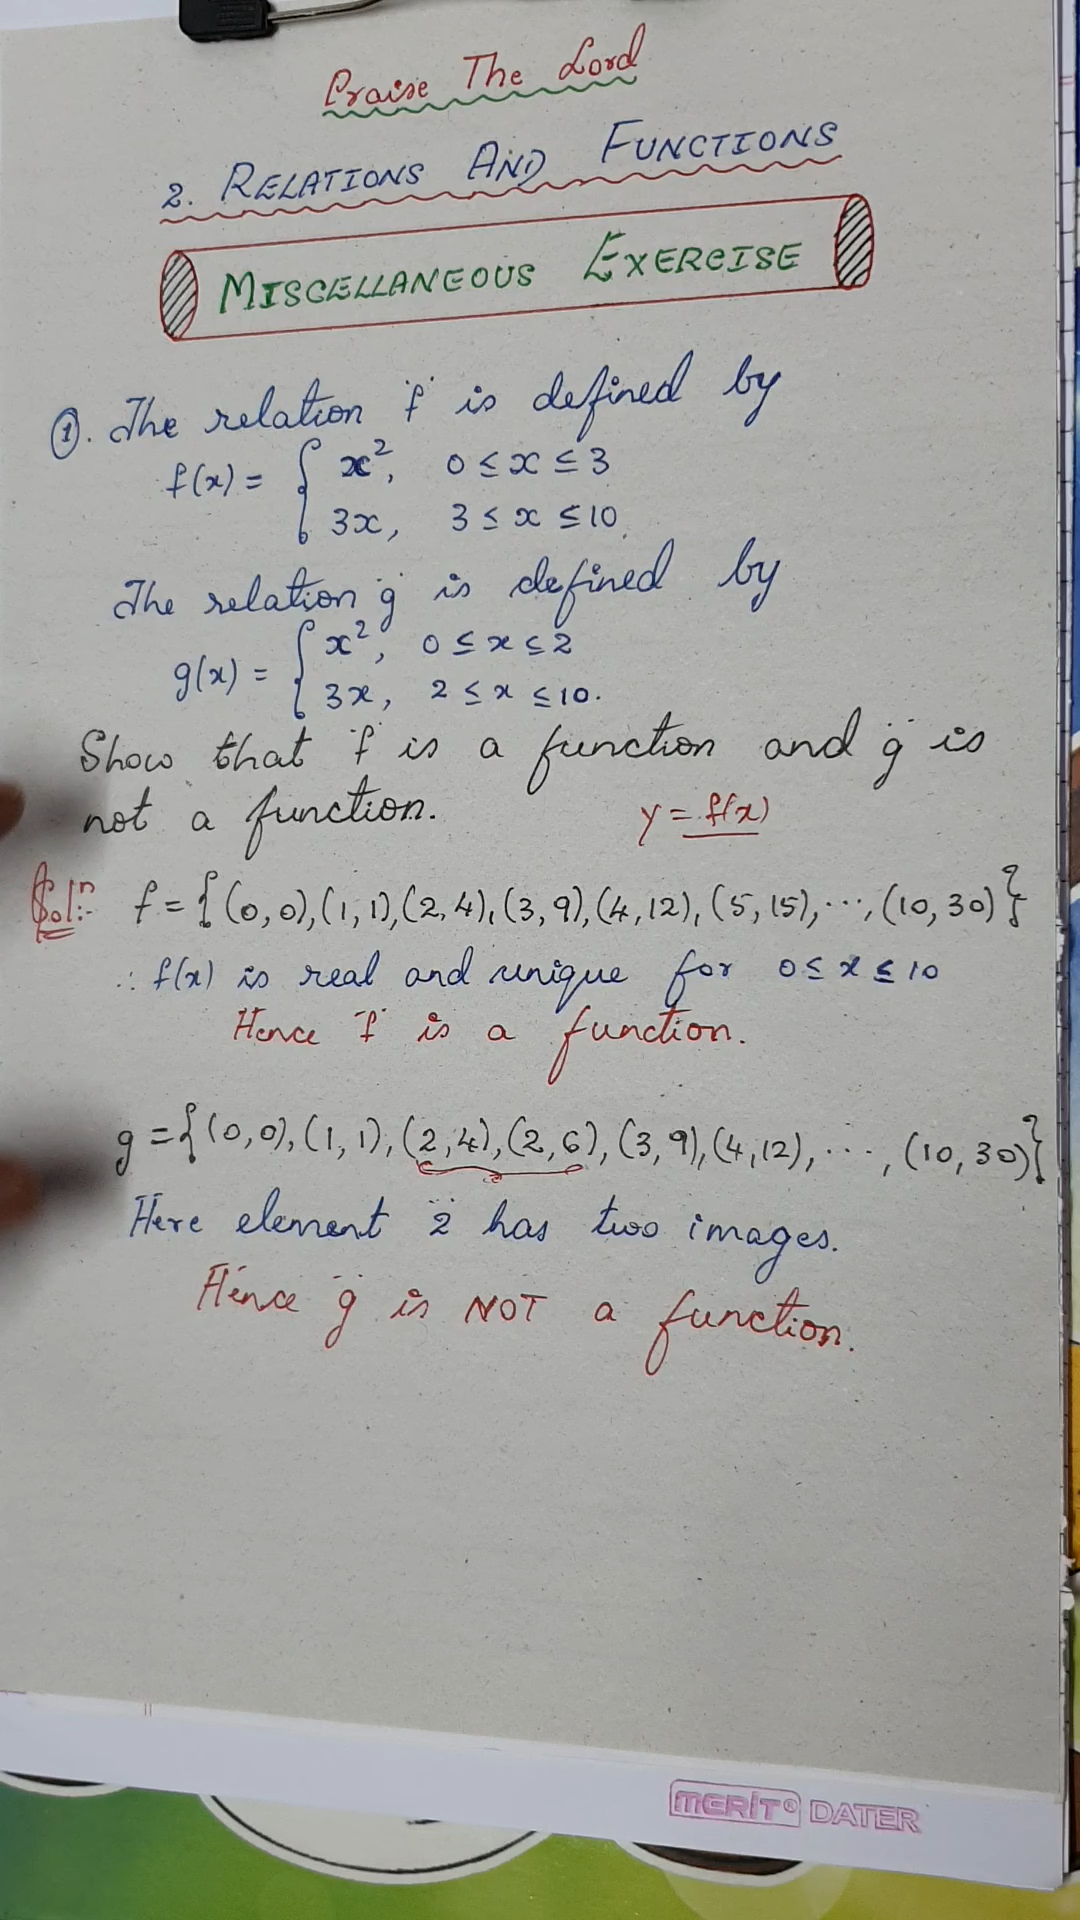 Praise The Lord
2. RELATIONS AND FUNCTIONS
MISCELLANEOUS EXERCISE
①. The relation 'f' is defined by
f(x) = { x², 0 ≤ x ≤ 3
3x, 3 ≤ x ≤ 10.
The relation 'g' is defined by
g(x) = { x², 0 ≤ x ≤ 2
3x, 2 ≤ x ≤ 10.
Show that 'f' is a function and 'g' is
not a function.
y = f(x)
Solⁿ:- f = {(0, 0), (1, 1), (2, 4), (3, 9), (4, 12), (5, 15), ..., (10, 30)}
∴ f(x) is real and unique for 0 ≤ x ≤ 10
Hence 'f' is a function.
g = {(0, 0), (1, 1), (2, 4), (2, 6), (3, 9), (4, 12), ..., (10, 30)}
Here element '2' has two images.
Hence 'g' is NOT a function.
merit® DATER